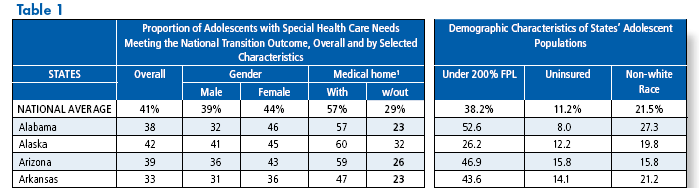 Table 1
Proportion of Adolescents with Special Health Care Needs
Meeting the National Transition Outcome, Overall and by Selected
Characteristics
Demographic Characteristics of States' Adolescent
Populations
STATES Overall Gender Medical home¹ Under 200% FPL Uninsured Non-white
Race
Male Female With w/out
NATIONAL AVERAGE 41% 39% 44% 57% 29% 38.2% 11.2% 21.5%
Alabama 38 32 46 57 23 52.6 8.0 27.3
Alaska 42 41 45 60 32 26.2 12.2 19.8
Arizona 39 36 43 59 26 46.9 15.8 15.8
Arkansas 33 31 36 47 23 43.6 14.1 21.2